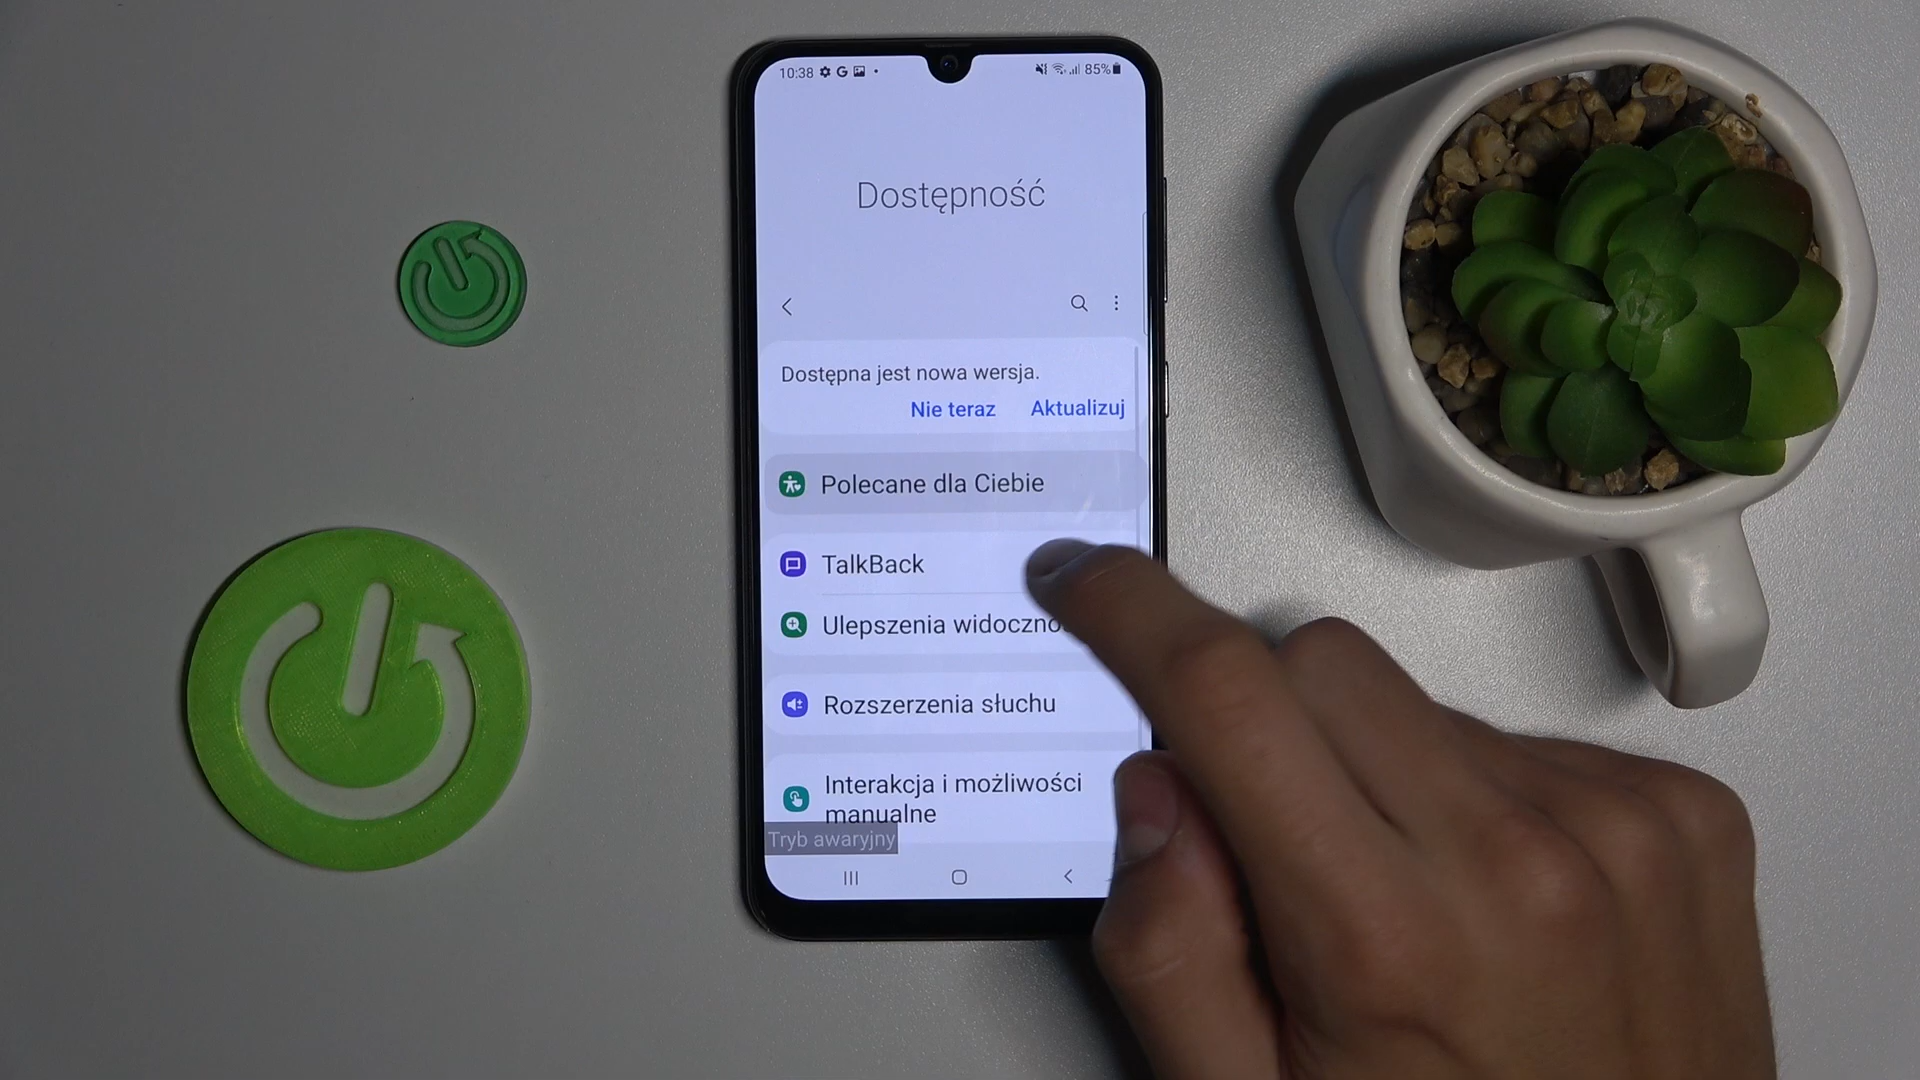 10:38
85%
Dostępność
Dostępna jest nowa wersja.
Nie teraz Aktualizuj
Polecane dla Ciebie
TalkBack
Ulepszenia
Rozszerzenia słuchu
Interakcja i możliwości
manualne
Tryb awaryjny